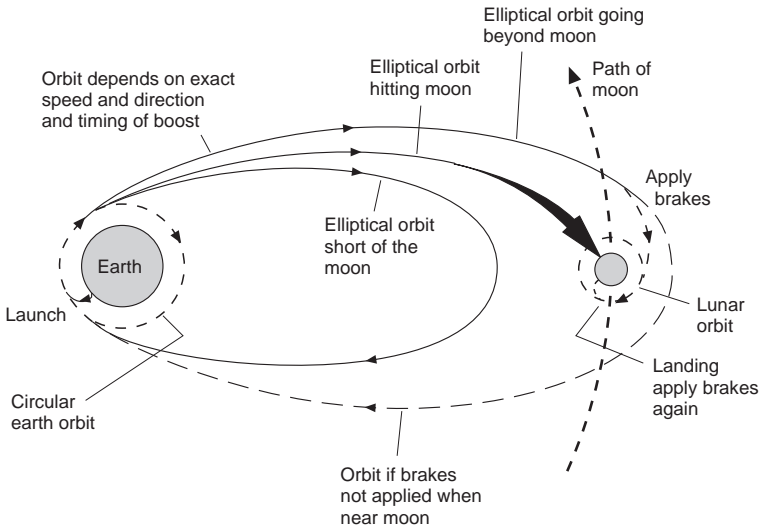 Elliptical orbit going
beyond moon
Elliptical orbit
hitting moon
Path of
moon
Orbit depends on exact
speed and direction
and timing of boost
Apply
brakes
Elliptical orbit
short of the
moon
Earth
Launch
Lunar
orbit
Landing
apply brakes
again
Circular
earth orbit
Orbit if brakes
not applied when
near moon